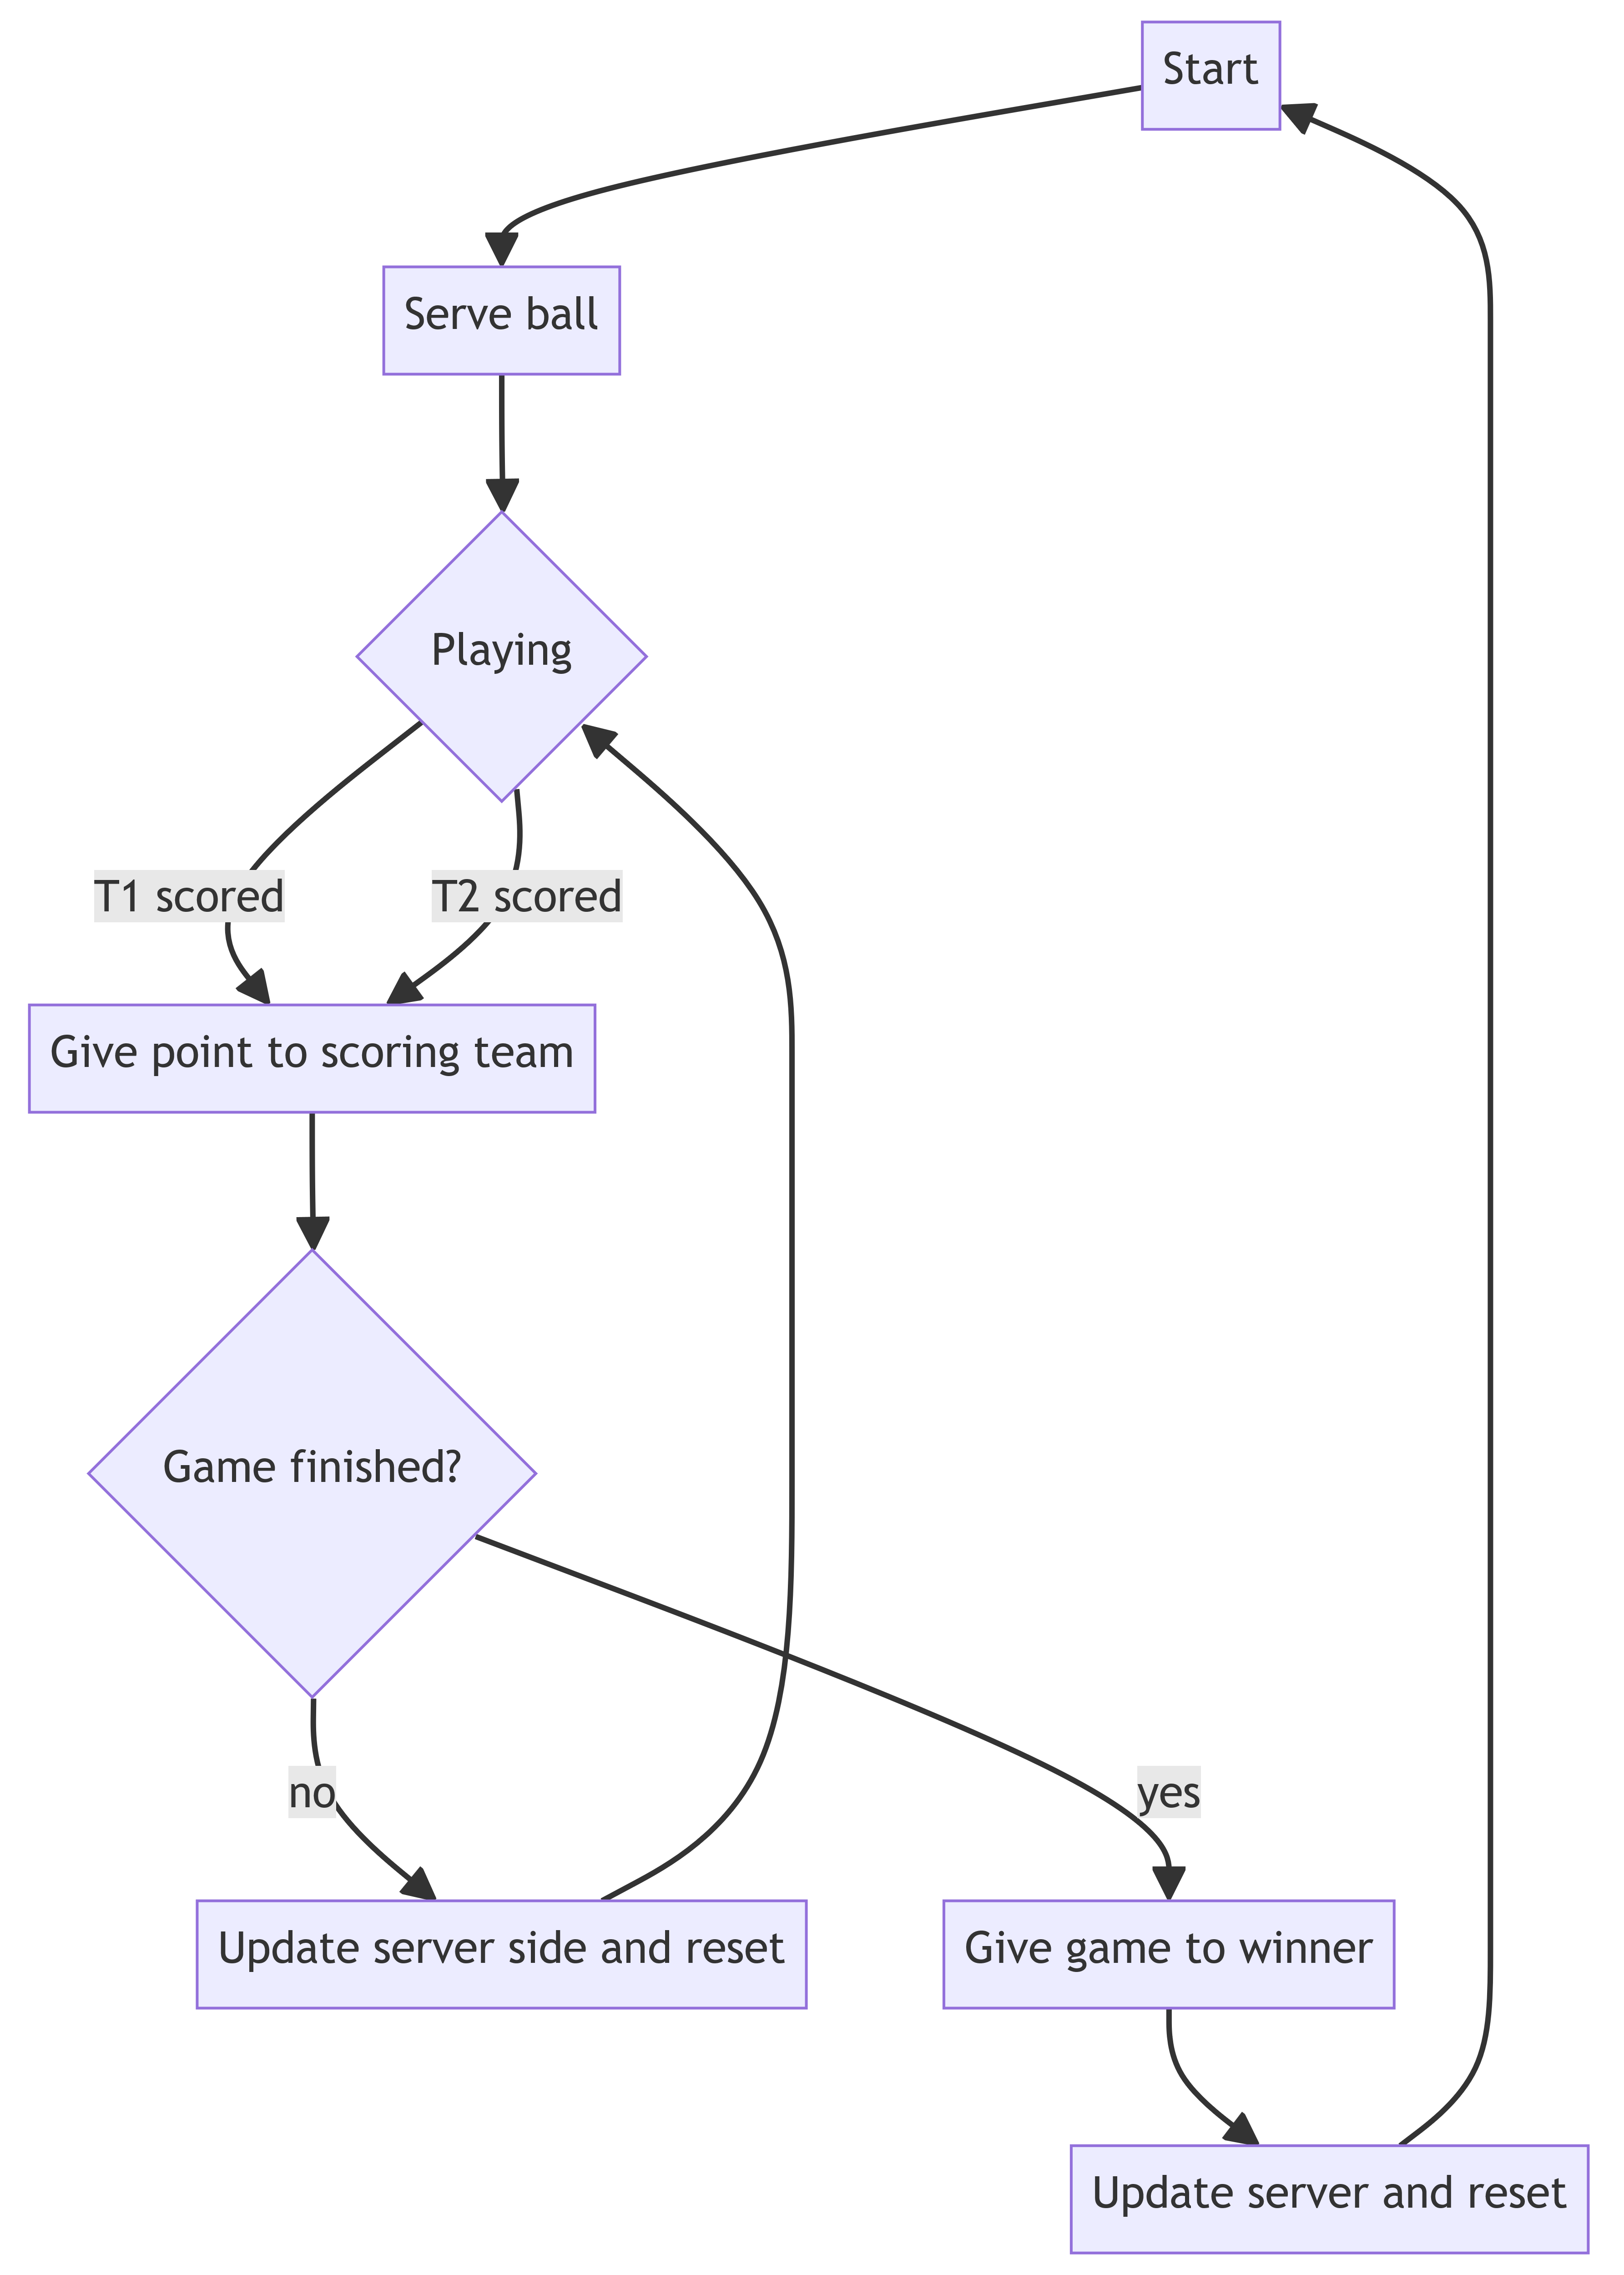 Start
Serve ball
Playing
T1 scored
T2 scored
Give point to scoring team
Game finished?
no
yes
Update server side and reset
Give game to winner
Update server and reset